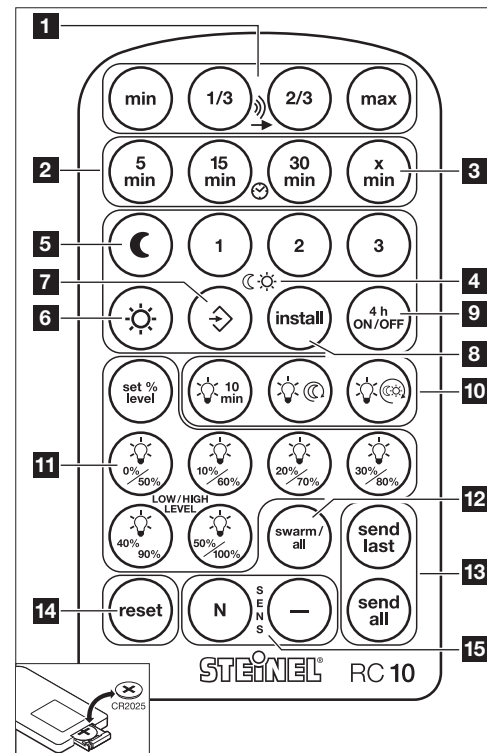 1
min 1/3 2/3 max
2
5 min 15 min 30 min x min
3
5
1 2 3
4
7
6
install
4 h ON/OFF
9
8
set % level
10 min
10
11
0% 50% 10% 60% 20% 70% 30% 80%
LOW/HIGH LEVEL
12
40% 90% 50% 100%
swarm/ all
send last
13
14
reset
N
SENS
—
send all
15
STEINEL® RC 10
CR2025